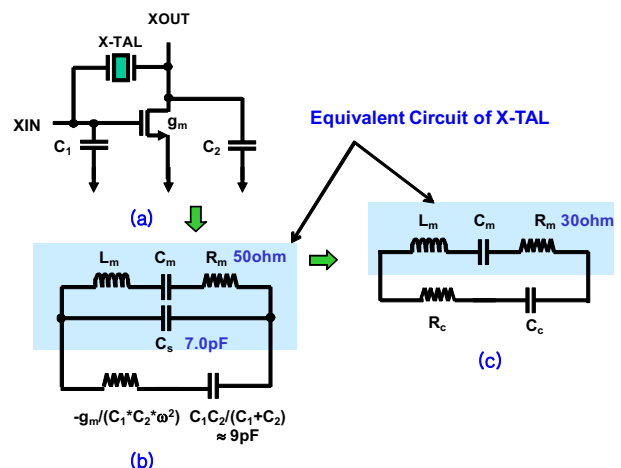 XOUT
X-TAL
XIN
gm
C1
C2
Equivalent Circuit of X-TAL
(a)
Lm Cm Rm 50ohm
Cs 7.0pF
-gm/(C1*C2*ω²) C1C2/(C1+C2)
≈ 9pF
(b)
Lm Cm Rm 30ohm
Rc Cc
(c)